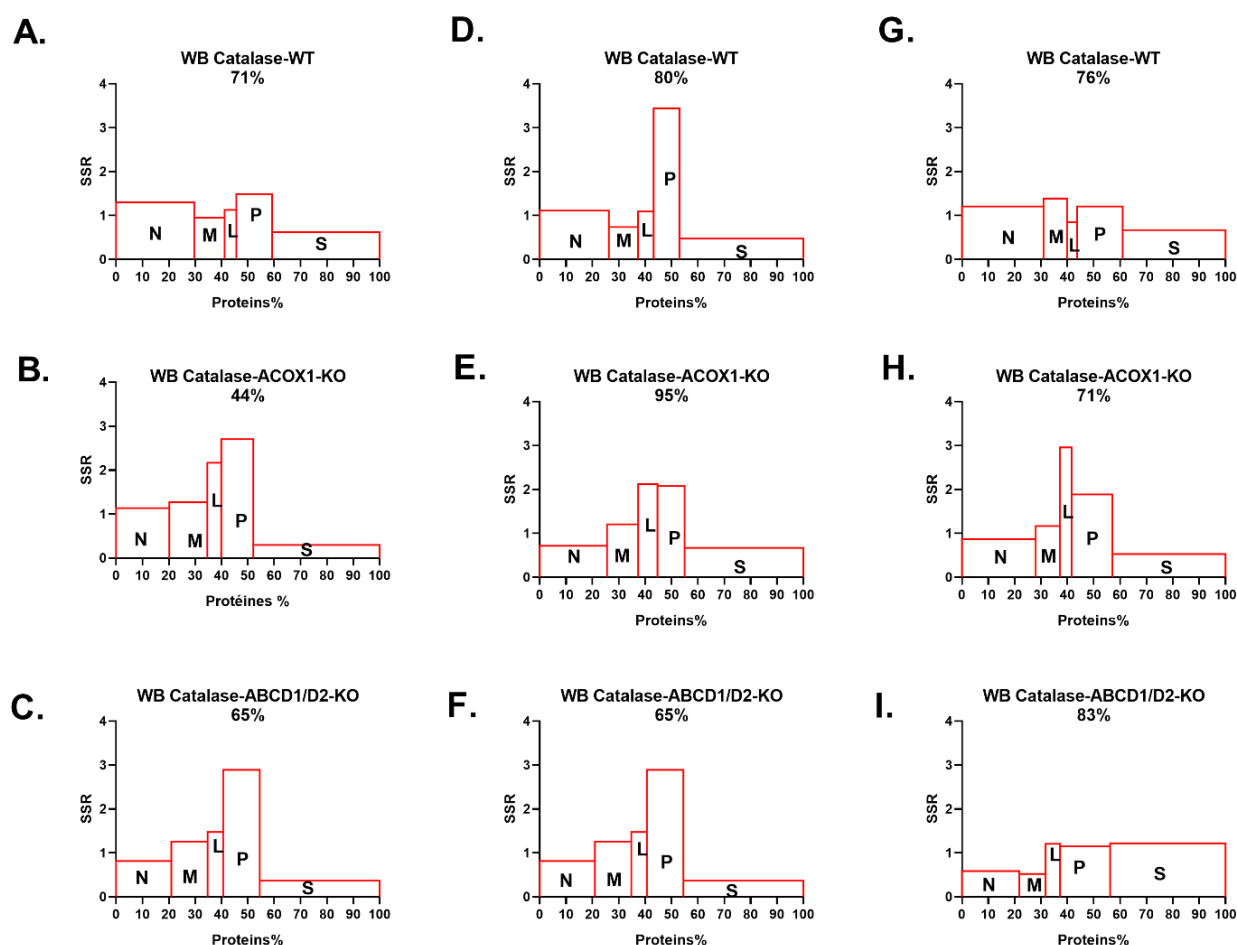 A.
WB Catalase-WT
71%
4
3
2
1
0
SSR
N
M
L
P
S
0 10 20 30 40 50 60 70 80 90 100
Proteins%
D.
WB Catalase-WT
80%
4
3
2
1
0
SSR
N
M
L
P
S
0 10 20 30 40 50 60 70 80 90 100
Proteins%
G.
WB Catalase-WT
76%
4
3
2
1
0
SSR
N
M
L
P
S
0 10 20 30 40 50 60 70 80 90 100
Proteins%
B.
WB Catalase-ACOX1-KO
44%
4
3
2
1
0
SSR
N
M
L
P
S
0 10 20 30 40 50 60 70 80 90 100
Protéines %
E.
WB Catalase-ACOX1-KO
95%
4
3
2
1
0
SSR
N
M
L
P
S
0 10 20 30 40 50 60 70 80 90 100
Proteins%
H.
WB Catalase-ACOX1-KO
71%
4
3
2
1
0
SSR
N
M
L
P
S
0 10 20 30 40 50 60 70 80 90 100
Proteins%
C.
WB Catalase-ABCD1/D2-KO
65%
4
3
2
1
0
SSR
N
M
L
P
S
0 10 20 30 40 50 60 70 80 90 100
Proteins%
F.
WB Catalase-ABCD1/D2-KO
65%
4
3
2
1
0
SSR
N
M
L
P
S
0 10 20 30 40 50 60 70 80 90 100
Proteins%
I.
WB Catalase-ABCD1/D2-KO
83%
4
3
2
1
0
SSR
N
M
L
P
S
0 10 20 30 40 50 60 70 80 90 100
Proteins%